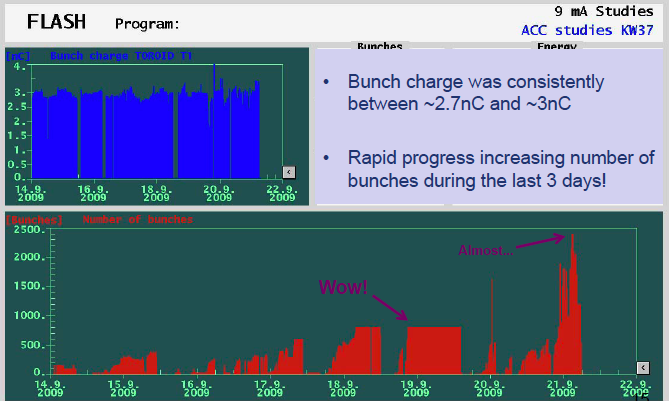 FLASH Program:
9 mA Studies
ACC studies KW37
[mC] Bunch charge TOROID T1
4.
3.5
3.
2.5
2.
1.5
1.
0.5
0.
14.9. 16.9. 18.9. 20.9. 22.9.
2009 2009 2009 2009 2009
<
Bunches Energy
• Bunch charge was consistently
between ~2.7nC and ~3nC
• Rapid progress increasing number of
bunches during the last 3 days!
[Bunches] Number of bunches
2500.
2000.
1500.
1000.
500.
0.
Almost...
Wow!
<
14.9. 15.9. 16.9. 17.9. 18.9. 19.9. 20.9. 21.9. 22.9.
2009 2009 2009 2009 2009 2009 2009 2009 2009